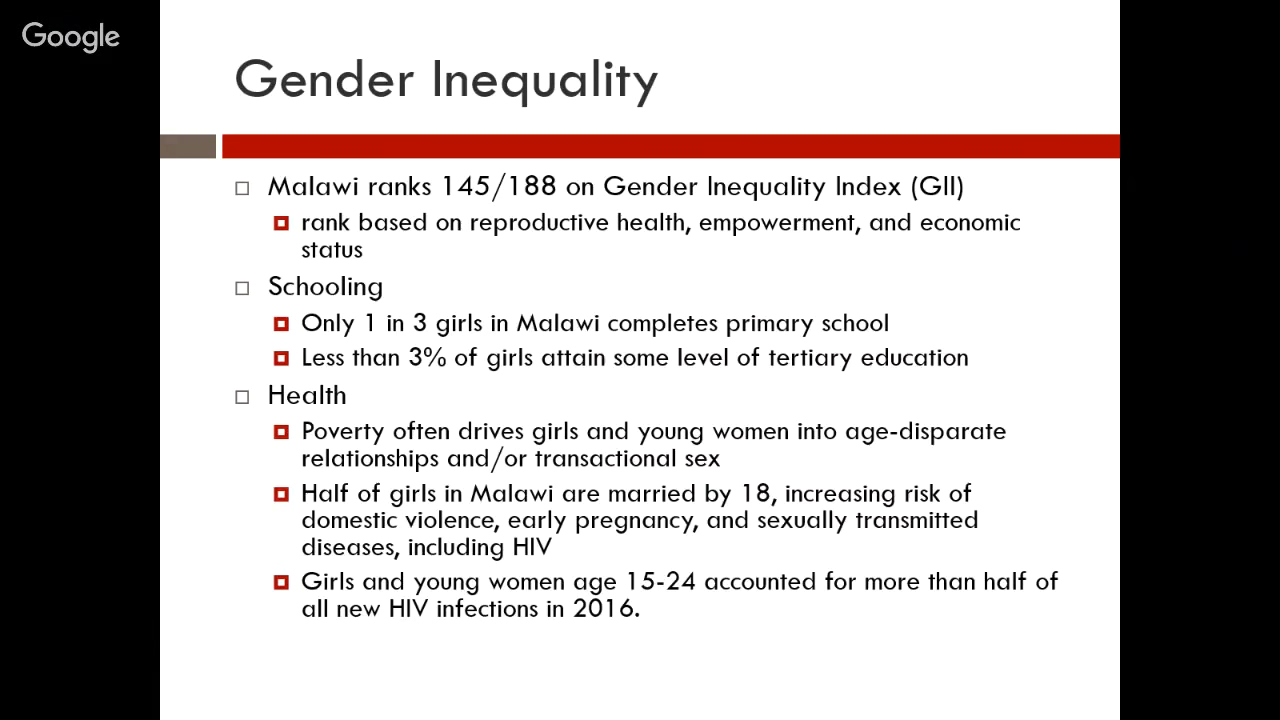 Google
Gender Inequality
Malawi ranks 145/188 on Gender Inequality Index (GII)
rank based on reproductive health, empowerment, and economic
status
Schooling
Only 1 in 3 girls in Malawi completes primary school
Less than 3% of girls attain some level of tertiary education
Health
Poverty often drives girls and young women into age-disparate
relationships and/or transactional sex
Half of girls in Malawi are married by 18, increasing risk of
domestic violence, early pregnancy, and sexually transmitted
diseases, including HIV
Girls and young women age 15-24 accounted for more than half of
all new HIV infections in 2016.